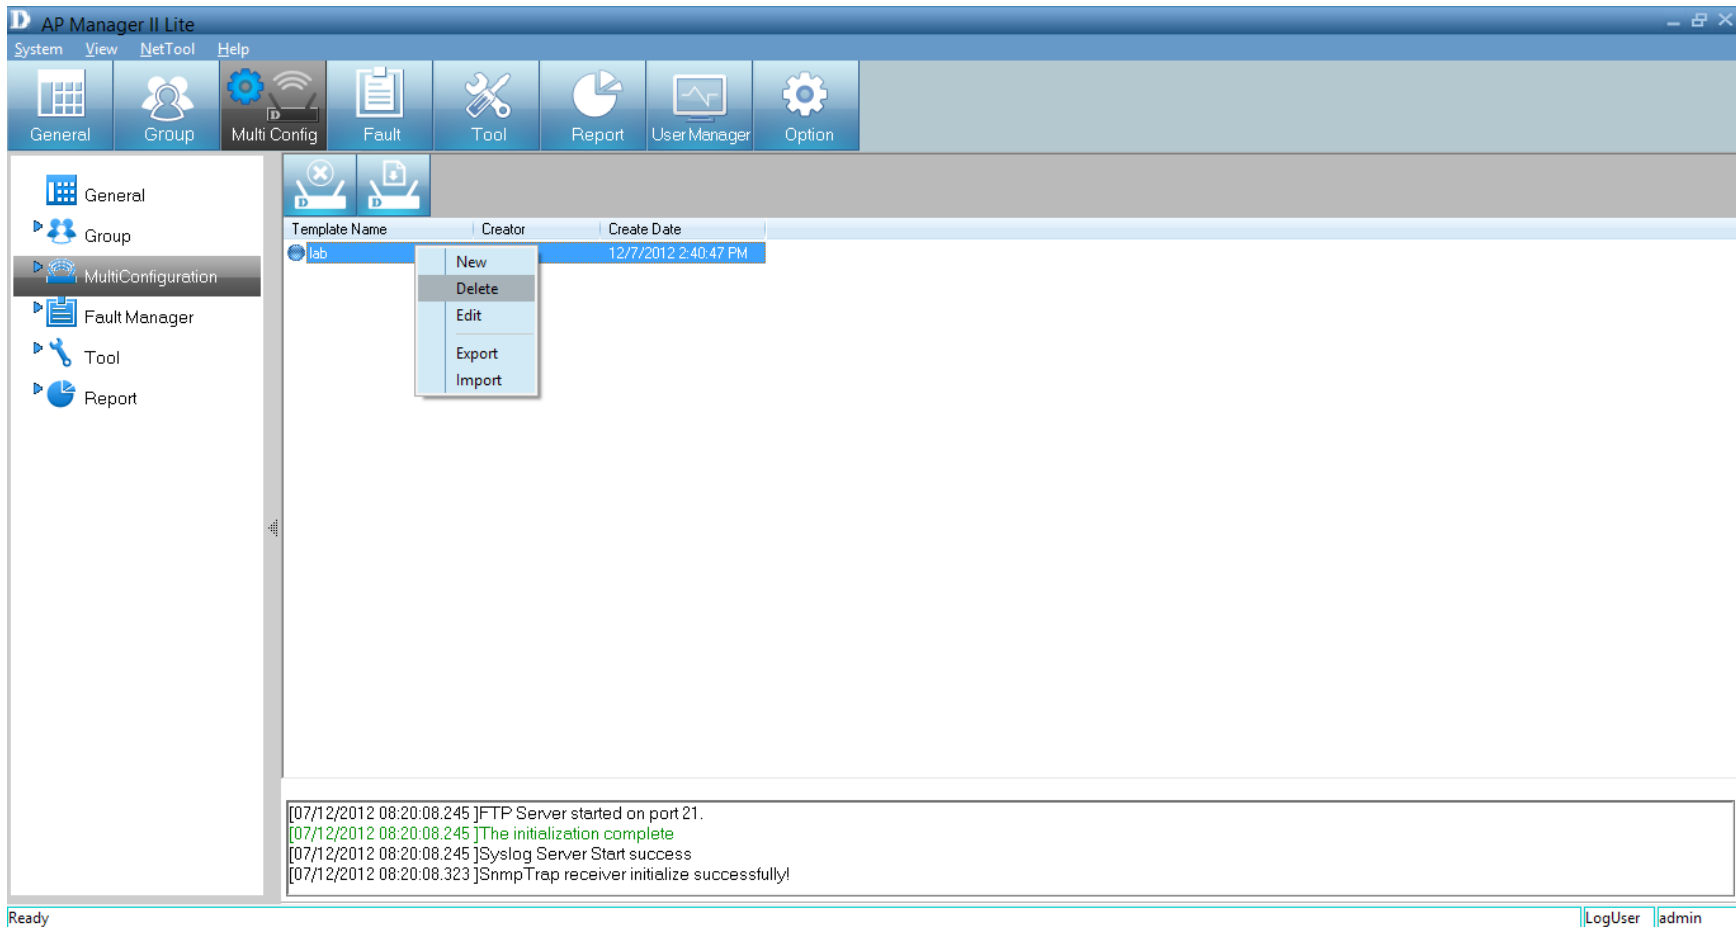 D AP Manager II Lite
System View NetTool Help
General Group Multi Config Fault Tool Report User Manager Option
General
Group
MultiConfiguration
Fault Manager
Tool
Report
Template Name Creator Create Date
lab 12/7/2012 2:40:47 PM
New
Delete
Edit
Export
Import
[07/12/2012 08:20:08.245 ]FTP Server started on port 21.
[07/12/2012 08:20:08.245 ]The initialization complete
[07/12/2012 08:20:08.245 ]Syslog Server Start success
[07/12/2012 08:20:08.323 ]SnmpTrap receiver initialize successfully!
Ready LogUser admin